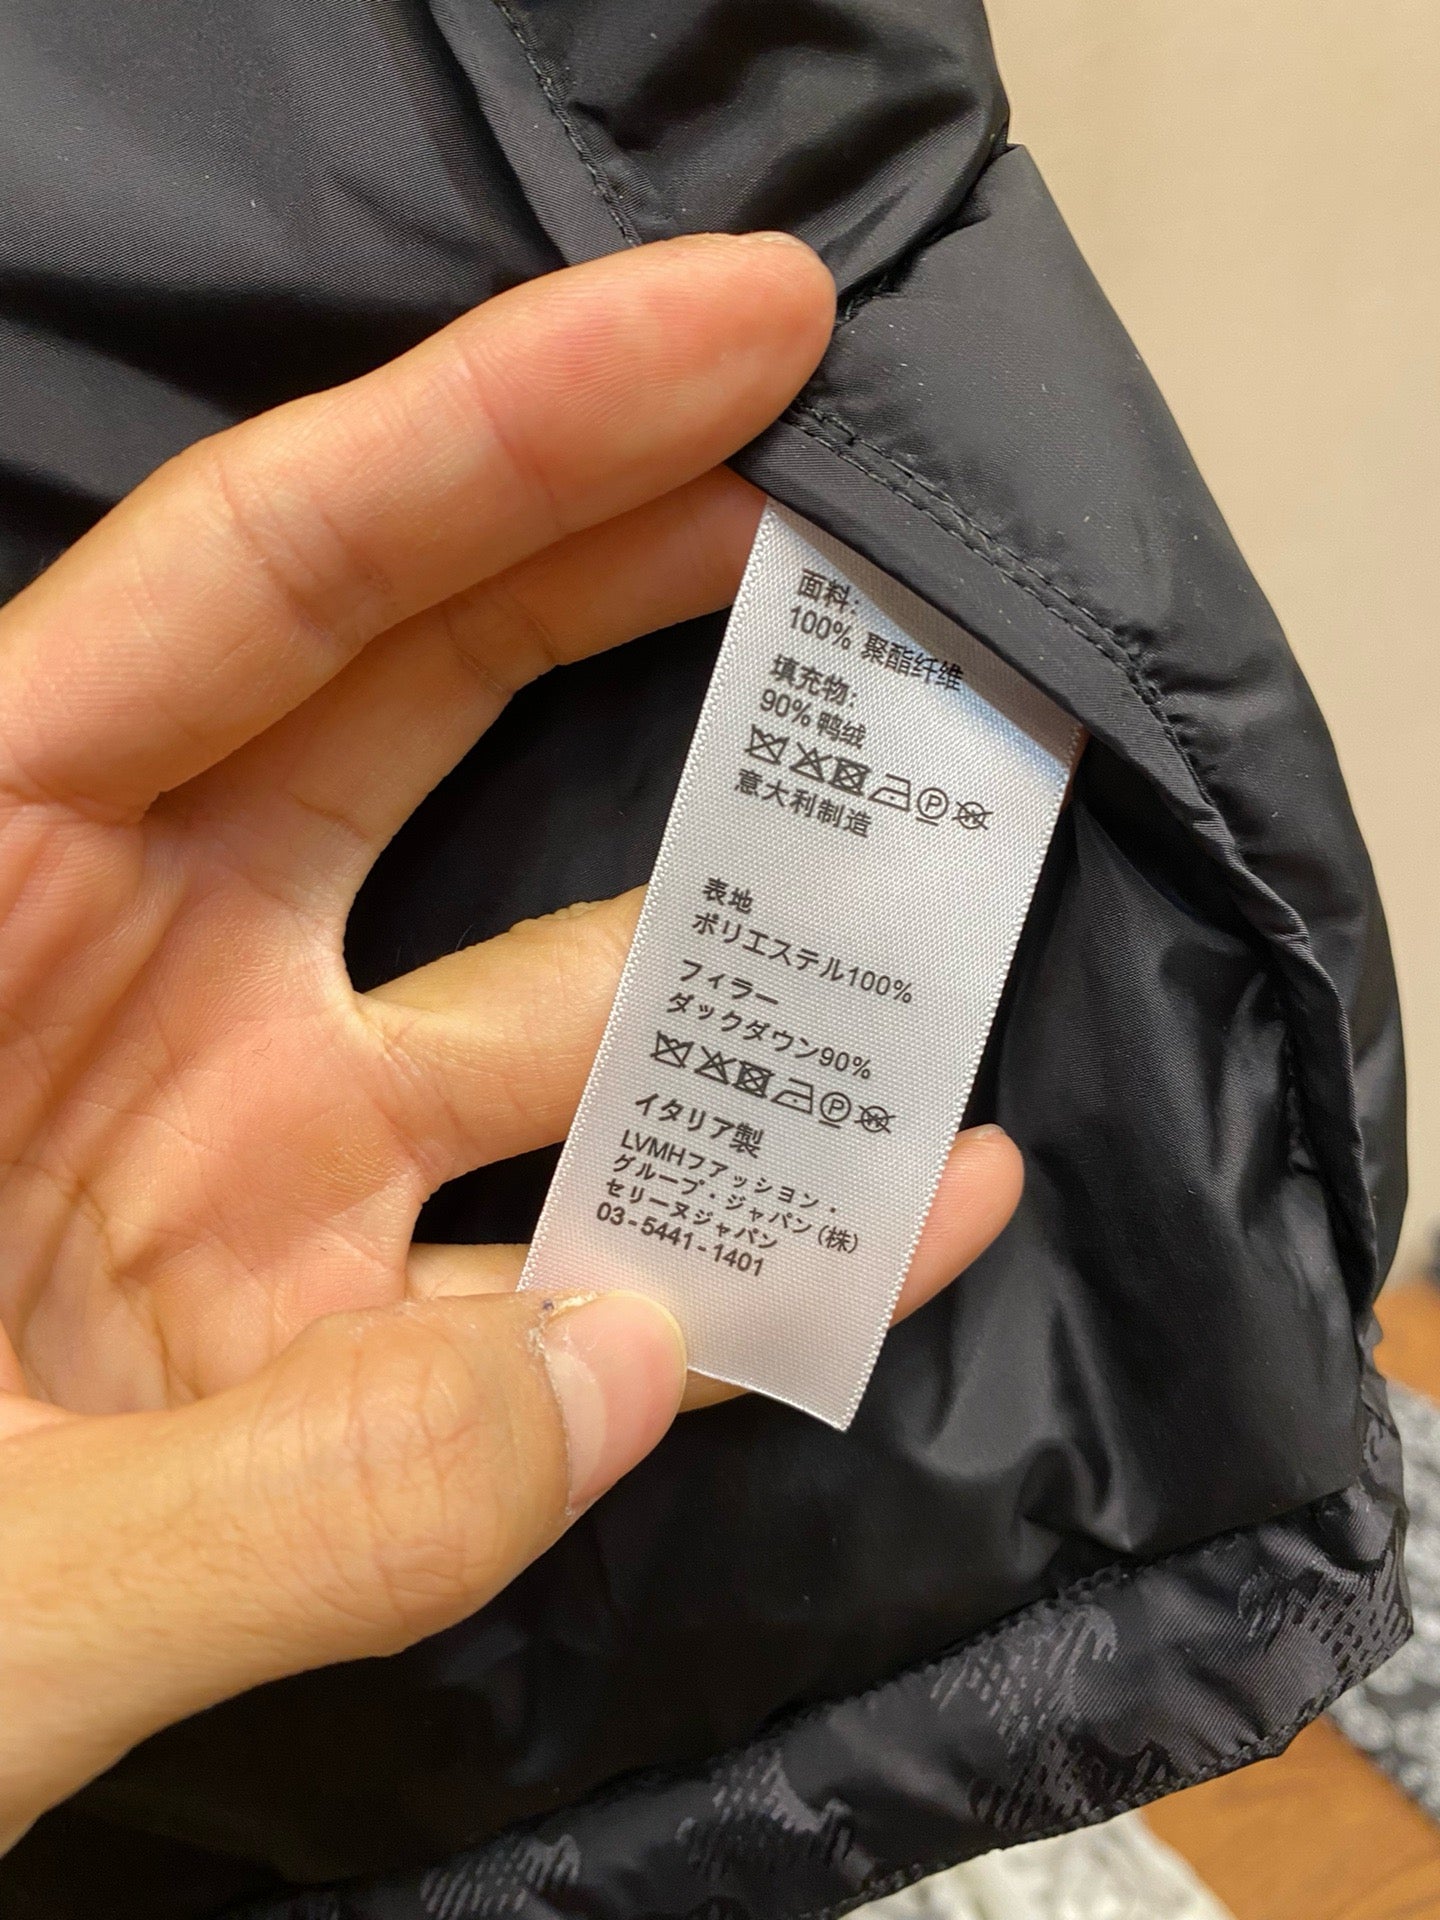 面料:
100% 聚酯纤维
填充物:
90% 鸭绒
P
意大利制造
表地
ポリエステル100%
フィラー
ダックダウン90%
P
イタリア製
LVMHファッション・
グループ・ジャパン(株)
セリーヌジャパン
03-5441-1401